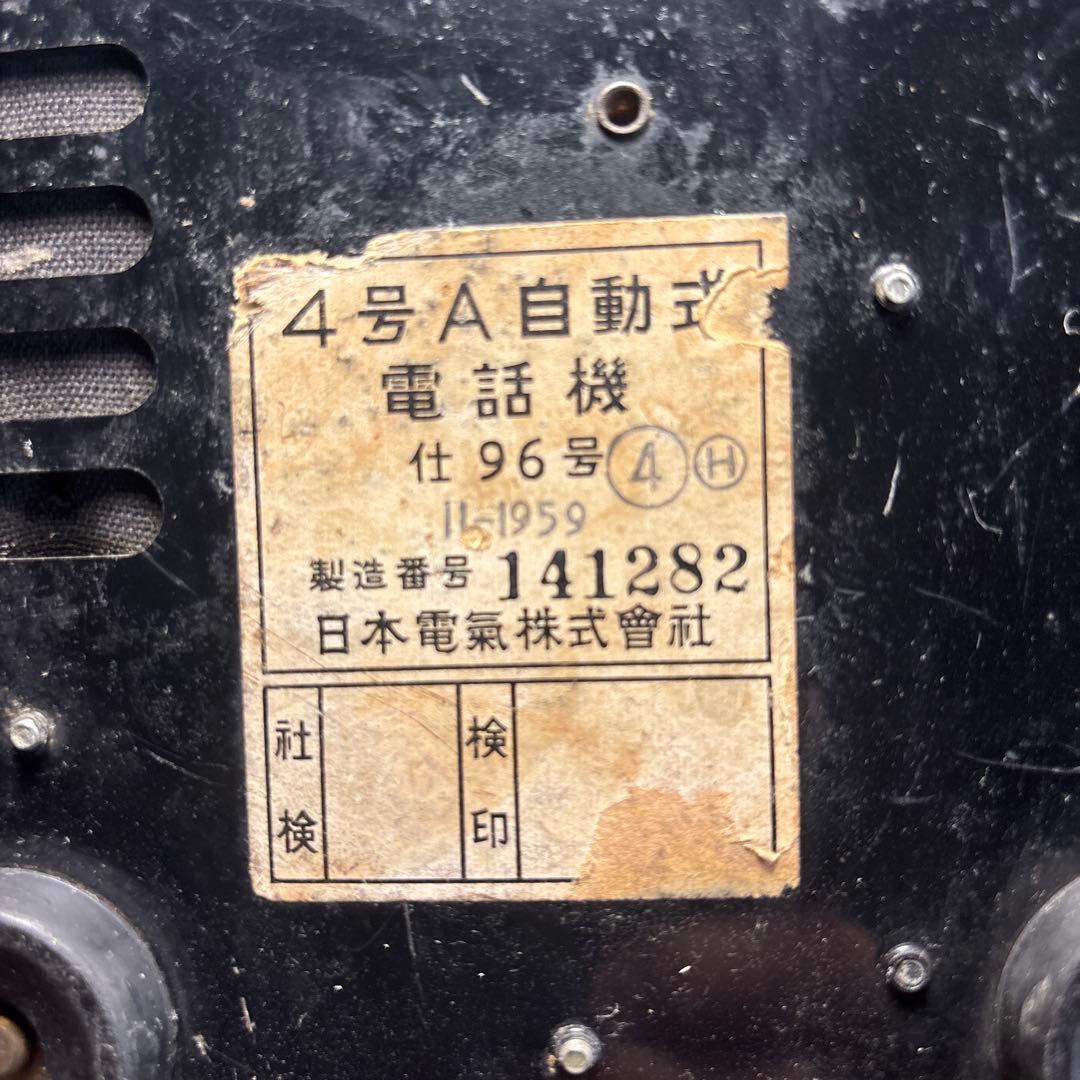 4号A自動式
電話機
仕96号 ④ Ⓗ
11-1959
製造番号 141282
日本電氣株式會社
社検
検印